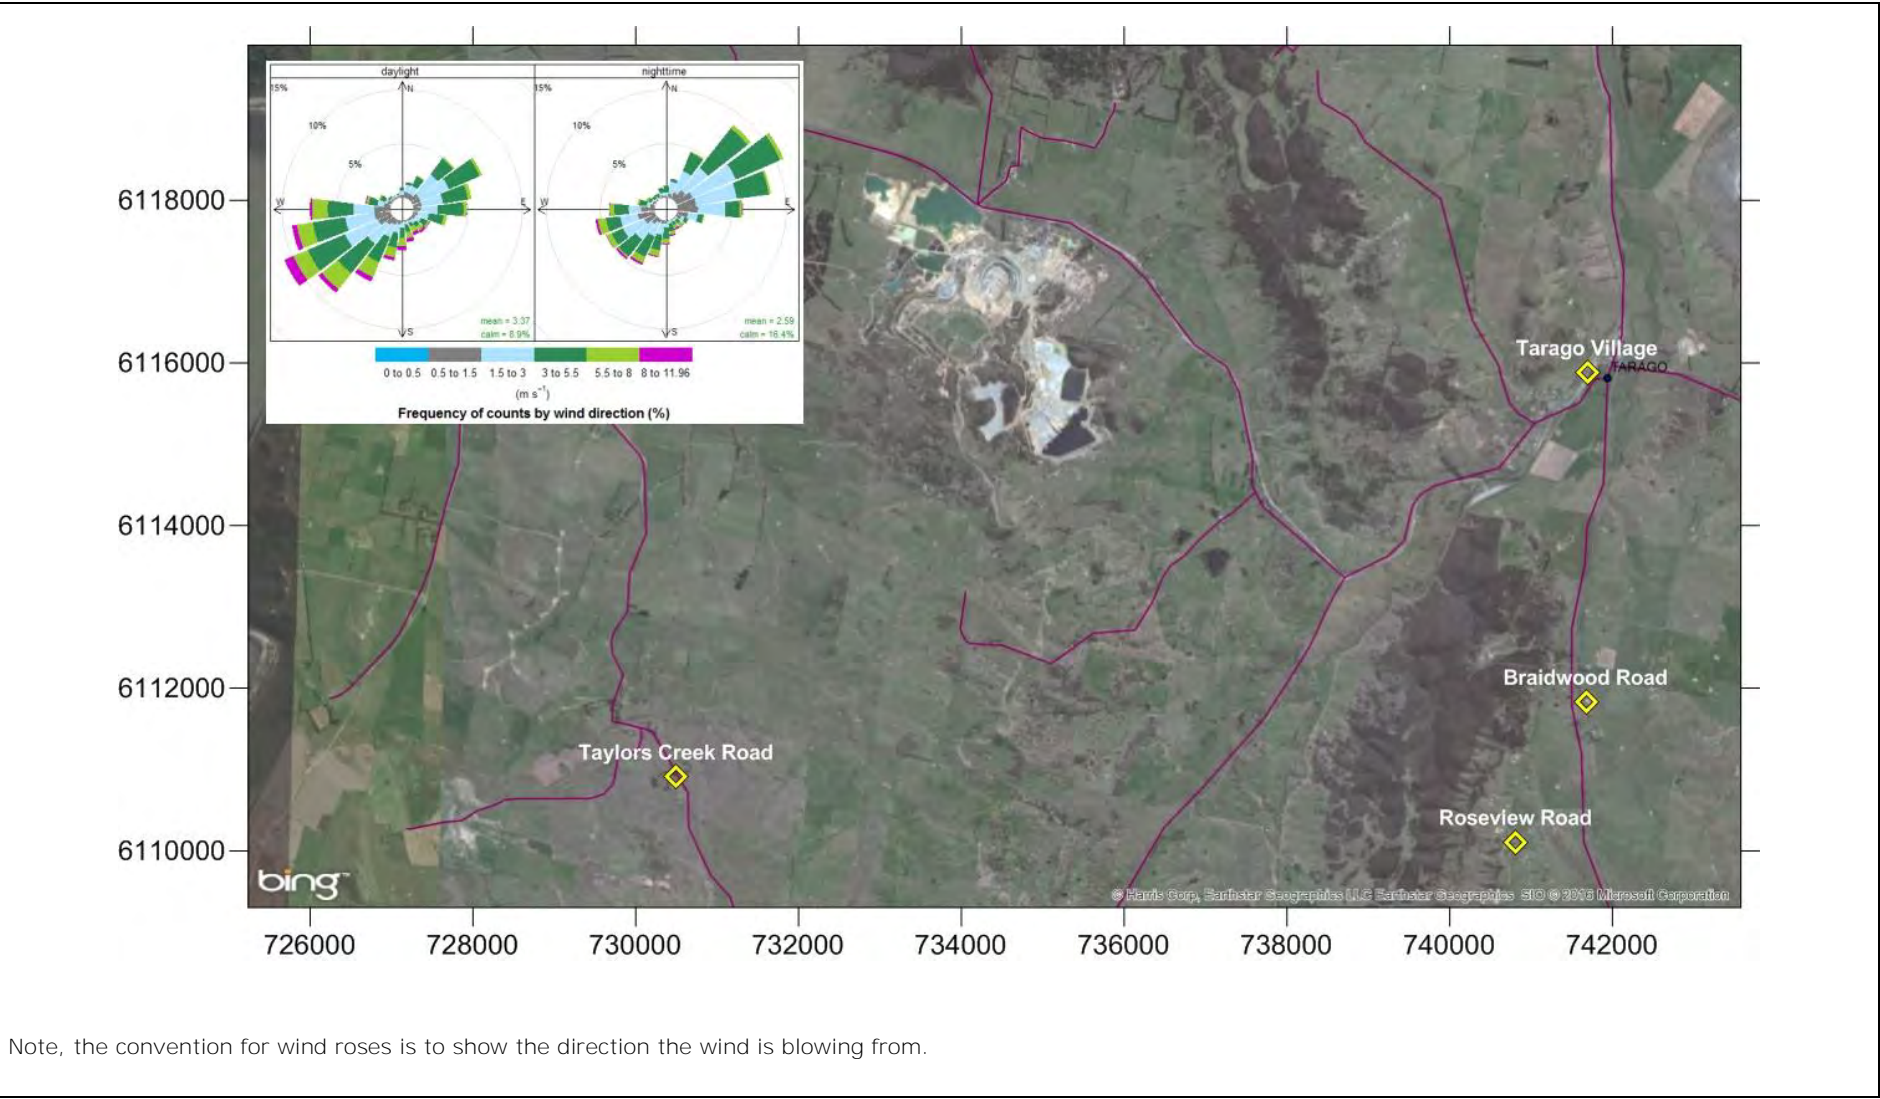 daylight
nighttime
15%
10%
5%
N
E
S
W
mean = 3.37
calm = 8.9%
15%
10%
5%
N
E
S
W
mean = 2.59
calm = 16.4%
0 to 0.5 0.5 to 1.5 1.5 to 3 3 to 5.5 5.5 to 8 8 to 11.96
(m s⁻¹)
Frequency of counts by wind direction (%)
6118000
6116000
6114000
6112000
6110000
Tarago Village
TARAGO
Braidwood Road
Taylors Creek Road
Roseview Road
bing™
© Harris Corp, Earthstar Geographics LLC Earthstar Geographics SIO © 2016 Microsoft Corporation
726000 728000 730000 732000 734000 736000 738000 740000 742000
Note, the convention for wind roses is to show the direction the wind is blowing from.